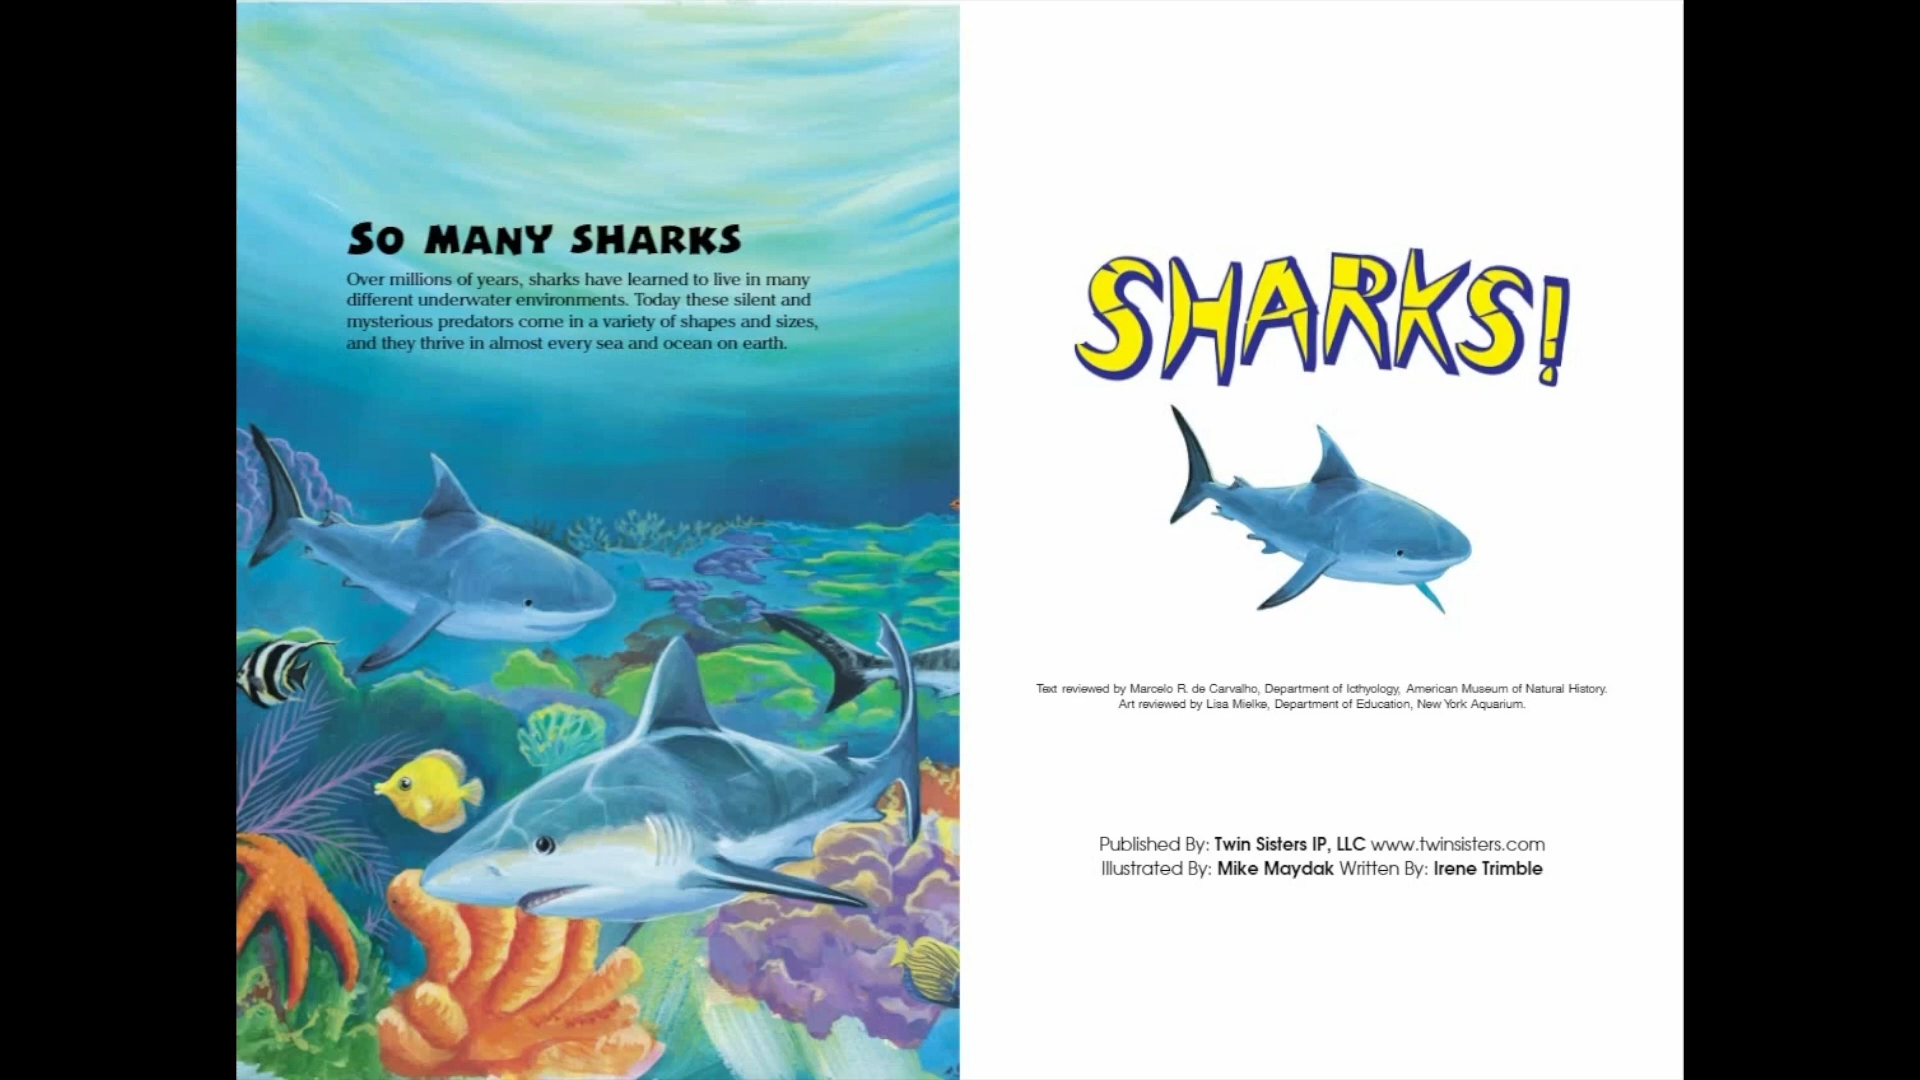 SO MANY SHARKS
Over millions of years, sharks have learned to live in many
different underwater environments. Today these silent and
mysterious predators come in a variety of shapes and sizes,
and they thrive in almost every sea and ocean on earth.
SHARKS!
Text reviewed by Marcelo R. de Carvalho, Department of Icthyology, American Museum of Natural History.
Art reviewed by Lisa Mielke, Department of Education, New York Aquarium.
Published By: Twin Sisters IP, LLC www.twinsisters.com
Illustrated By: Mike Maydak Written By: Irene Trimble